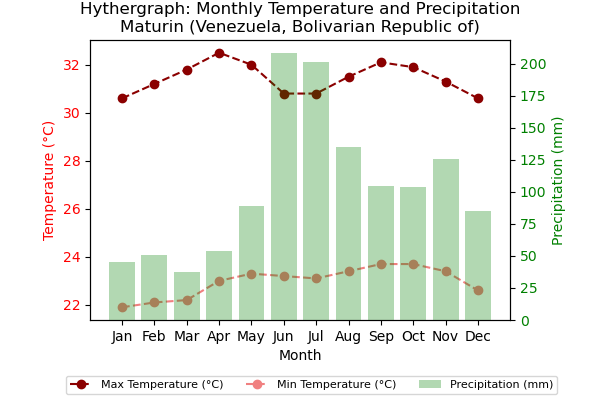 Hythergraph: Monthly Temperature and Precipitation
Maturin (Venezuela, Bolivarian Republic of)
Temperature (°C)
32
30
28
26
24
22
Precipitation (mm)
200
175
150
125
100
75
50
25
0
Jan Feb Mar Apr May Jun Jul Aug Sep Oct Nov Dec
Month
Max Temperature (°C) Min Temperature (°C) Precipitation (mm)